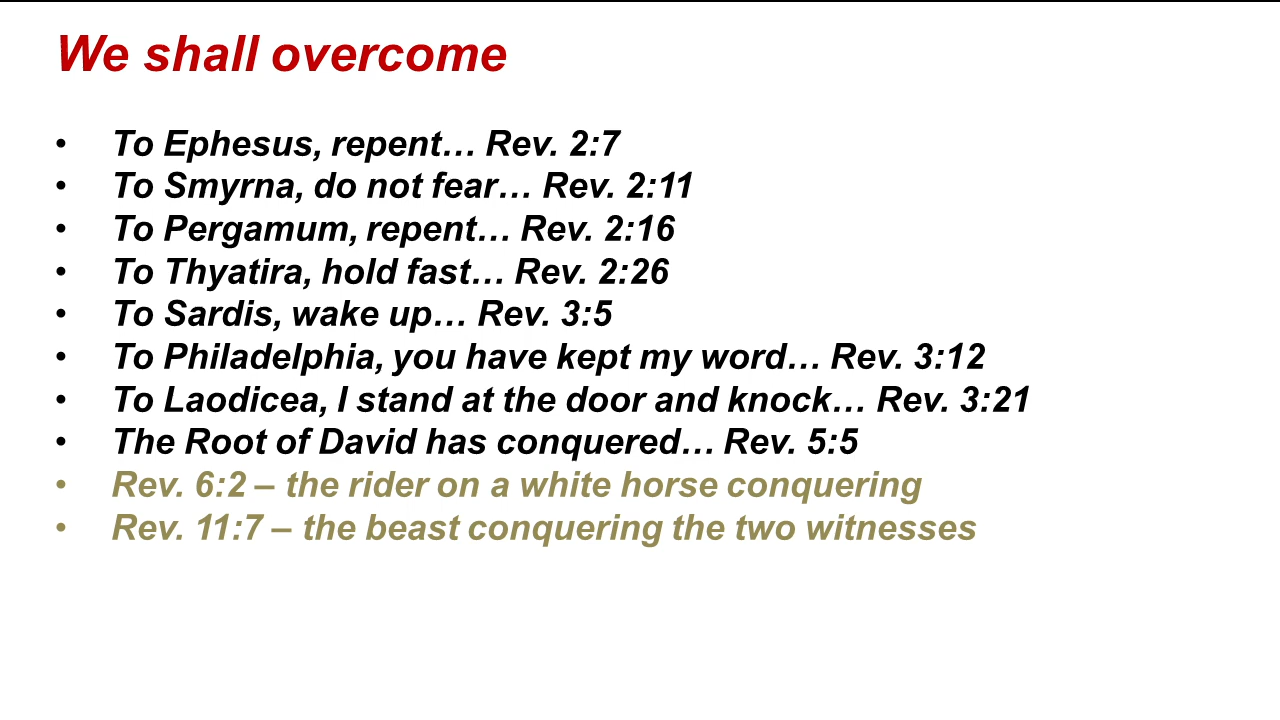 We shall overcome
• To Ephesus, repent… Rev. 2:7
• To Smyrna, do not fear… Rev. 2:11
• To Pergamum, repent… Rev. 2:16
• To Thyatira, hold fast… Rev. 2:26
• To Sardis, wake up… Rev. 3:5
• To Philadelphia, you have kept my word… Rev. 3:12
• To Laodicea, I stand at the door and knock… Rev. 3:21
• The Root of David has conquered… Rev. 5:5
• Rev. 6:2 – the rider on a white horse conquering
• Rev. 11:7 – the beast conquering the two witnesses